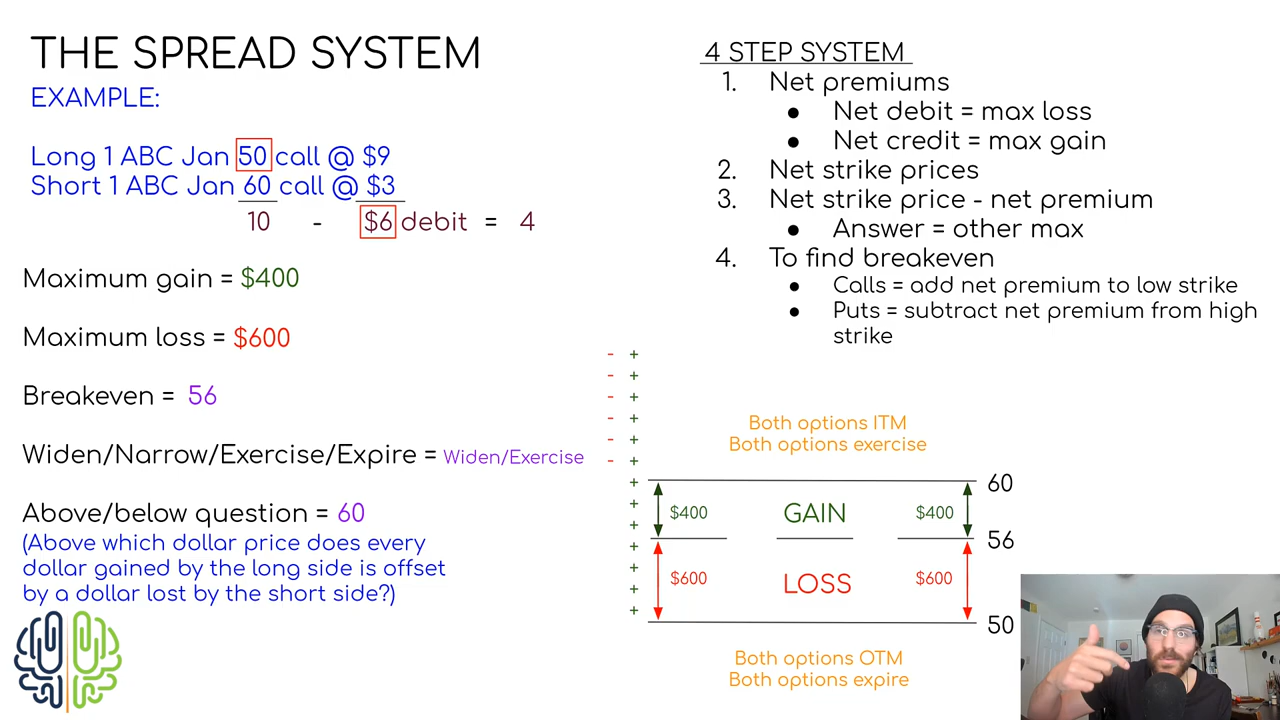 THE SPREAD SYSTEM
EXAMPLE:
Long 1 ABC Jan 50 call @ $9
Short 1 ABC Jan 60 call @ $3
10 - $6 debit = 4
Maximum gain = $400
Maximum loss = $600
Breakeven = 56
Widen/Narrow/Exercise/Expire = Widen/Exercise
Above/below question = 60
(Above which dollar price does every
dollar gained by the long side is offset
by a dollar lost by the short side?)
4 STEP SYSTEM
1. Net premiums
● Net debit = max loss
● Net credit = max gain
2. Net strike prices
3. Net strike price - net premium
● Answer = other max
4. To find breakeven
● Calls = add net premium to low strike
● Puts = subtract net premium from high
strike
- +
- +
- +
- +
- +
- +
+
+
+
+
+
+
+
Both options ITM
Both options exercise
60
$400 GAIN $400
56
$600 LOSS $600
50
Both options OTM
Both options expire